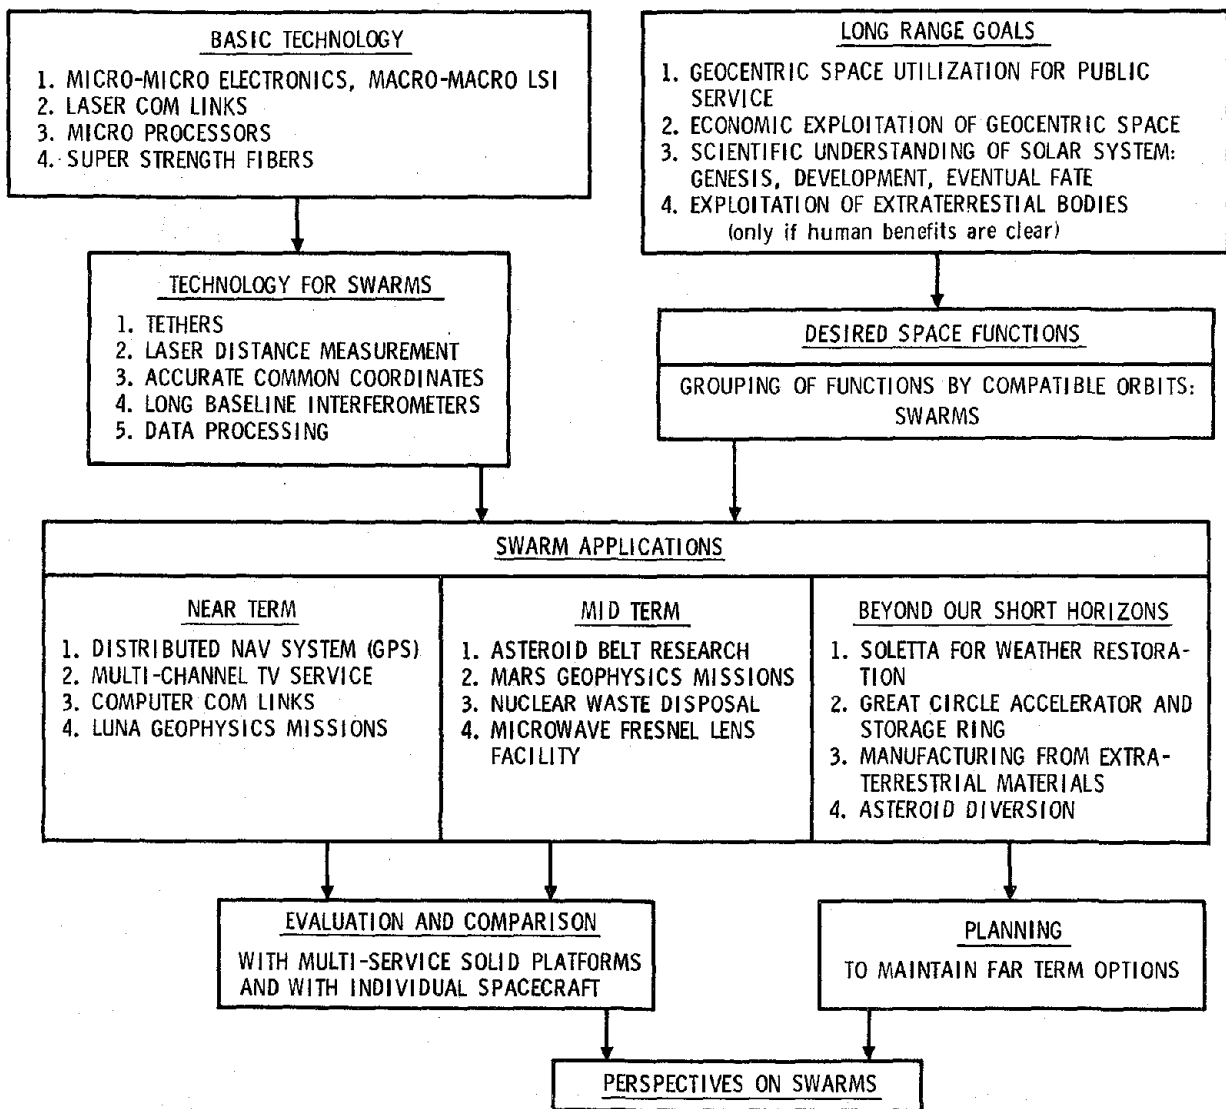 BASIC TECHNOLOGY
1. MICRO-MICRO ELECTRONICS, MACRO-MACRO LSI
2. LASER COM LINKS
3. MICRO PROCESSORS
4. SUPER STRENGTH FIBERS
LONG RANGE GOALS
1. GEOCENTRIC SPACE UTILIZATION FOR PUBLIC
SERVICE
2. ECONOMIC EXPLOITATION OF GEOCENTRIC SPACE
3. SCIENTIFIC UNDERSTANDING OF SOLAR SYSTEM:
GENESIS, DEVELOPMENT, EVENTUAL FATE
4. EXPLOITATION OF EXTRATERRESTIAL BODIES
(only if human benefits are clear)
TECHNOLOGY FOR SWARMS
1. TETHERS
2. LASER DISTANCE MEASUREMENT
3. ACCURATE COMMON COORDINATES
4. LONG BASELINE INTERFEROMETERS
5. DATA PROCESSING
DESIRED SPACE FUNCTIONS
GROUPING OF FUNCTIONS BY COMPATIBLE ORBITS:
SWARMS
SWARM APPLICATIONS
NEAR TERM
1. DISTRIBUTED NAV SYSTEM (GPS)
2. MULTI-CHANNEL TV SERVICE
3. COMPUTER COM LINKS
4. LUNA GEOPHYSICS MISSIONS
MID TERM
1. ASTEROID BELT RESEARCH
2. MARS GEOPHYSICS MISSIONS
3. NUCLEAR WASTE DISPOSAL
4. MICROWAVE FRESNEL LENS
FACILITY
BEYOND OUR SHORT HORIZONS
1. SOLETTA FOR WEATHER RESTORA-
TION
2. GREAT CIRCLE ACCELERATOR AND
STORAGE RING
3. MANUFACTURING FROM EXTRA-
TERRESTRIAL MATERIALS
4. ASTEROID DIVERSION
EVALUATION AND COMPARISON
WITH MULTI-SERVICE SOLID PLATFORMS
AND WITH INDIVIDUAL SPACECRAFT
PLANNING
TO MAINTAIN FAR TERM OPTIONS
PERSPECTIVES ON SWARMS